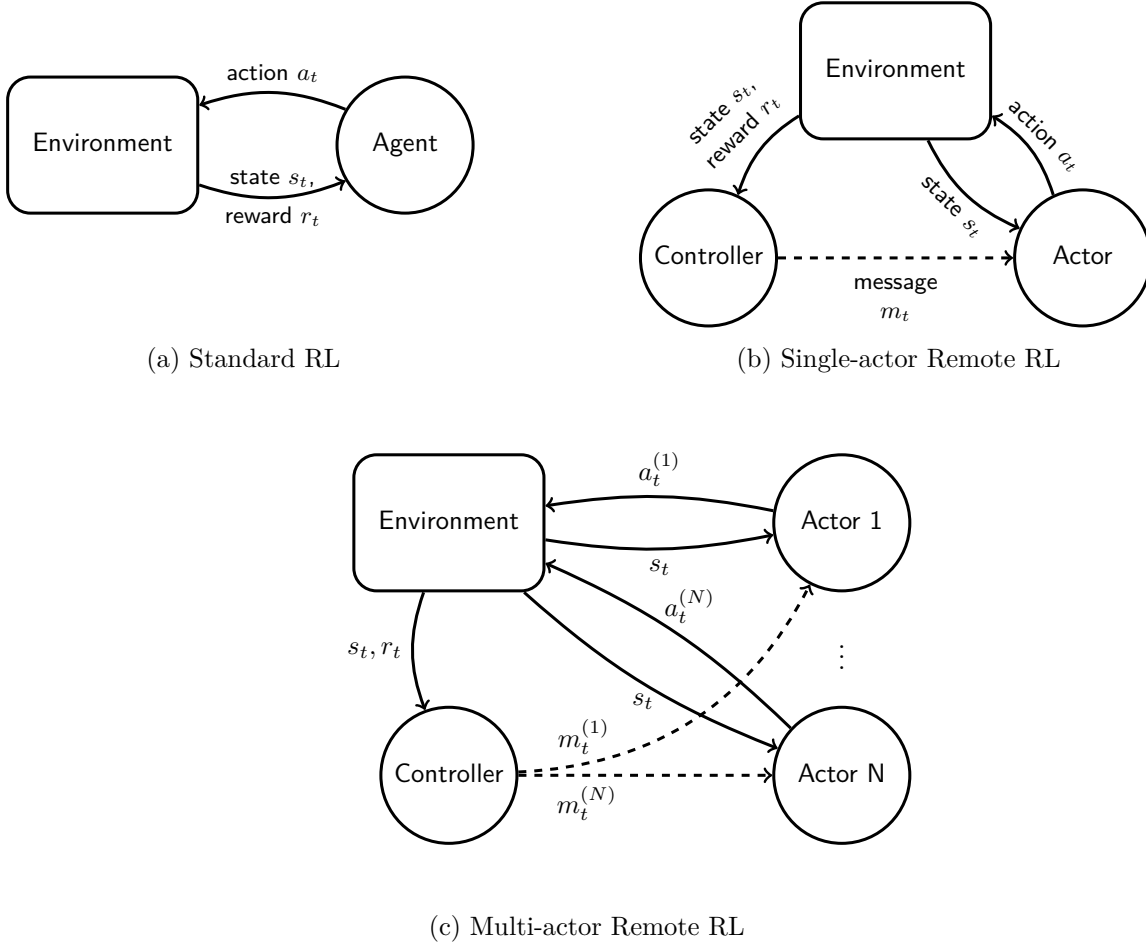 action a_t
Environment
Agent
state s_t,
reward r_t
(a) Standard RL
Environment
state s_t,
reward r_t
action a_t
state s_t
Controller
Actor
message
m_t
(b) Single-actor Remote RL
a_t^{(1)}
Environment
Actor 1
s_t
a_t^{(N)}
s_t, r_t
⋮
s_t
m_t^{(1)}
Controller
Actor N
m_t^{(N)}
(c) Multi-actor Remote RL